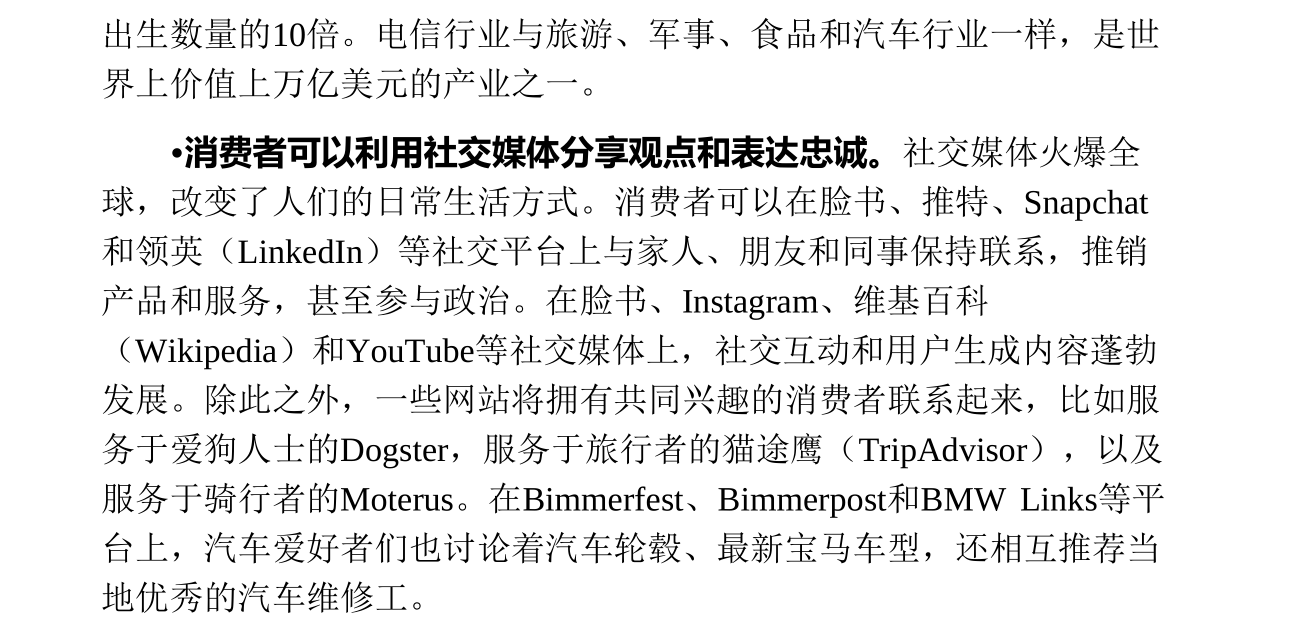 出生数量的10倍。电信行业与旅游、军事、食品和汽车行业一样，是世
界上价值上万亿美元的产业之一。
•消费者可以利用社交媒体分享观点和表达忠诚。社交媒体火爆全
球，改变了人们的日常生活方式。消费者可以在脸书、推特、Snapchat
和领英（LinkedIn）等社交平台上与家人、朋友和同事保持联系，推销
产品和服务，甚至参与政治。在脸书、Instagram、维基百科
（Wikipedia）和YouTube等社交媒体上，社交互动和用户生成内容蓬勃
发展。除此之外，一些网站将拥有共同兴趣的消费者联系起来，比如服
务于爱狗人士的Dogster，服务于旅行者的猫途鹰（TripAdvisor），以及
服务于骑行者的Moterus。在Bimmerfest、Bimmerpost和BMW Links等平
台上，汽车爱好者们也讨论着汽车轮毂、最新宝马车型，还相互推荐当
地优秀的汽车维修工。